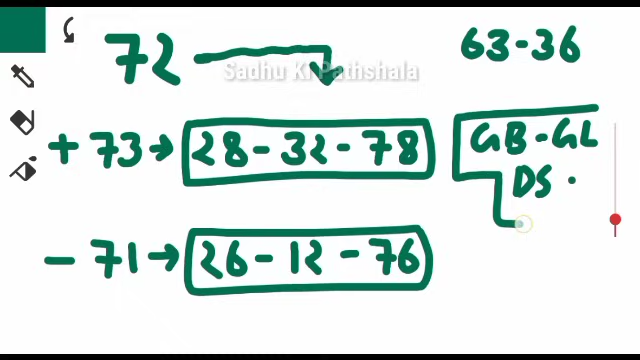 72 63-36
Sadhu Ki Pathshala
+ 73 → 28-32-78 GB-GL
DS.
- 71 → 26-12-76